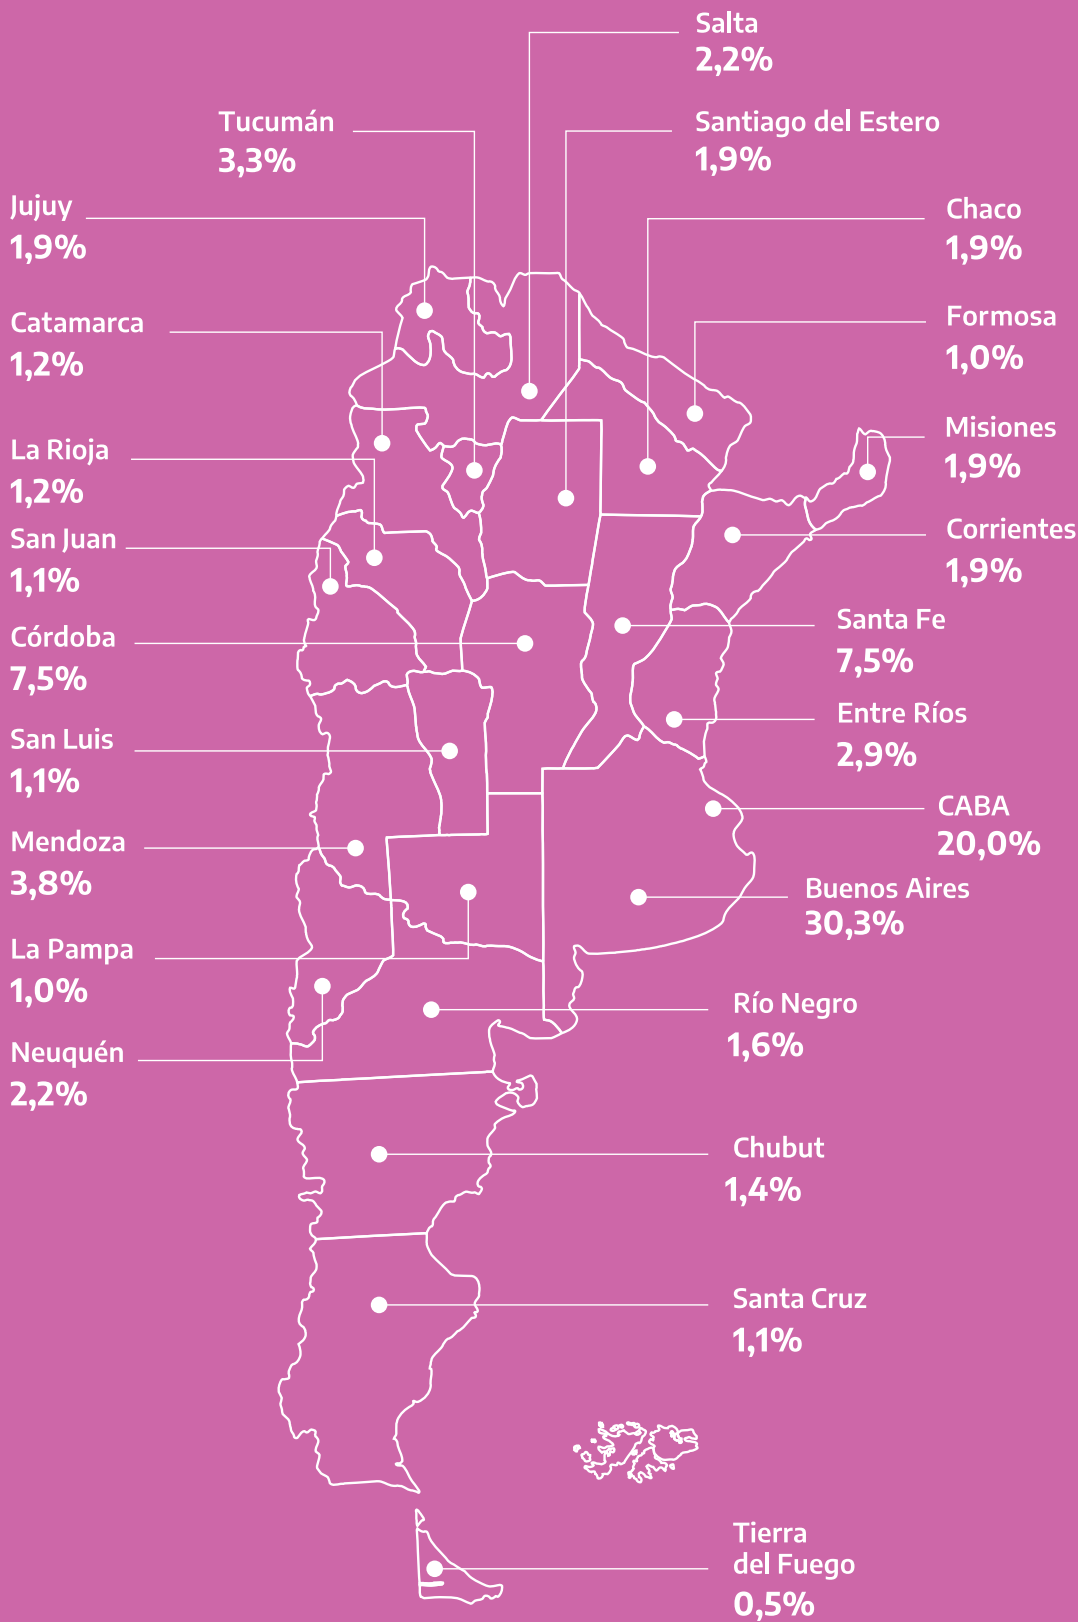 Salta
2,2%
Tucumán
3,3%
Santiago del Estero
1,9%
Jujuy
1,9%
Chaco
1,9%
Catamarca
1,2%
Formosa
1,0%
La Rioja
1,2%
Misiones
1,9%
San Juan
1,1%
Corrientes
1,9%
Córdoba
7,5%
Santa Fe
7,5%
San Luis
1,1%
Entre Ríos
2,9%
Mendoza
3,8%
CABA
20,0%
Buenos Aires
30,3%
La Pampa
1,0%
Río Negro
1,6%
Neuquén
2,2%
Chubut
1,4%
Santa Cruz
1,1%
Tierra
del Fuego
0,5%